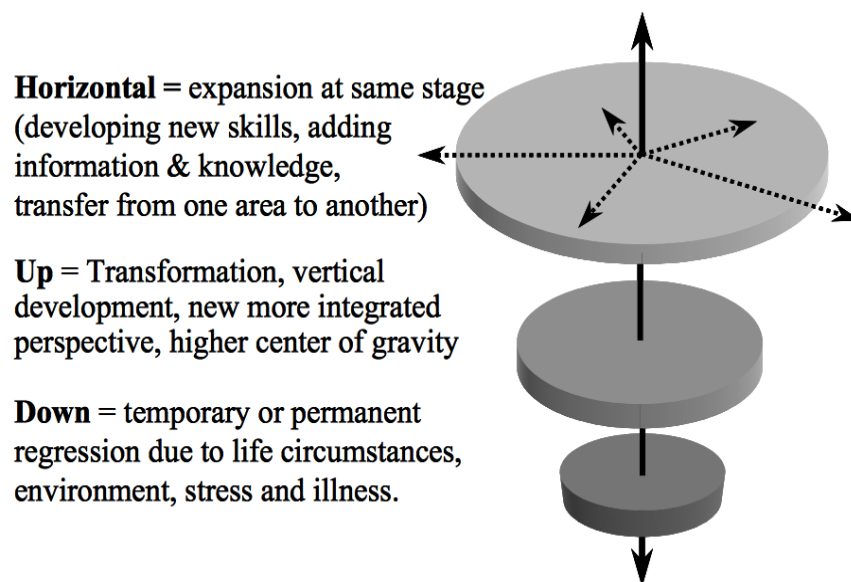 Horizontal = expansion at same stage
(developing new skills, adding
information & knowledge,
transfer from one area to another)
Up = Transformation, vertical
development, new more integrated
perspective, higher center of gravity
Down = temporary or permanent
regression due to life circumstances,
environment, stress and illness.